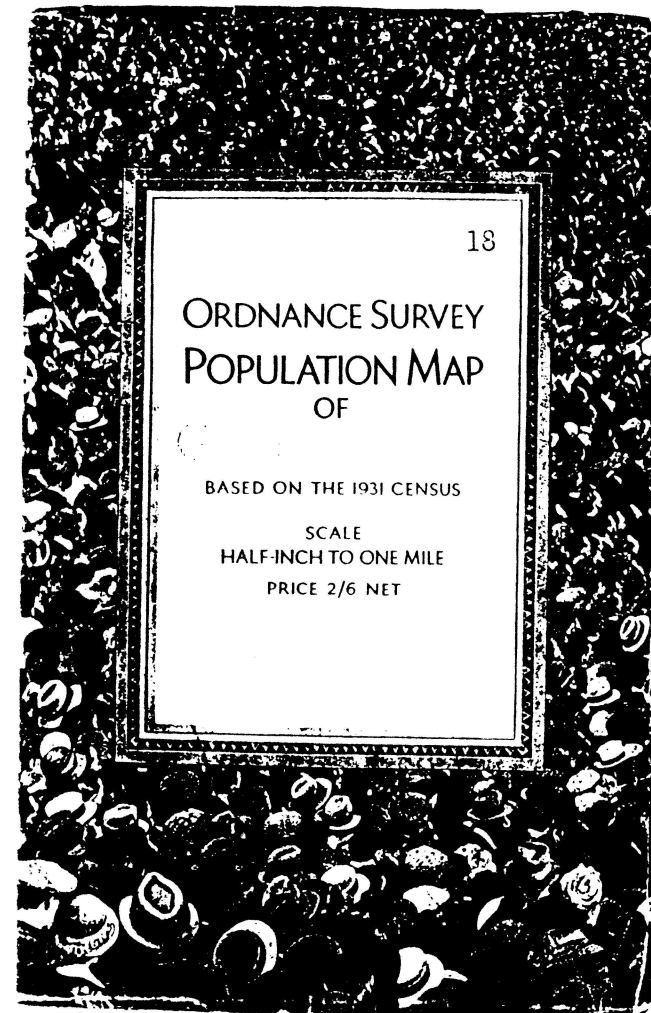 18
ORDNANCE SURVEY
POPULATION MAP
OF
BASED ON THE 1931 CENSUS
SCALE
HALF-INCH TO ONE MILE
PRICE 2/6 NET